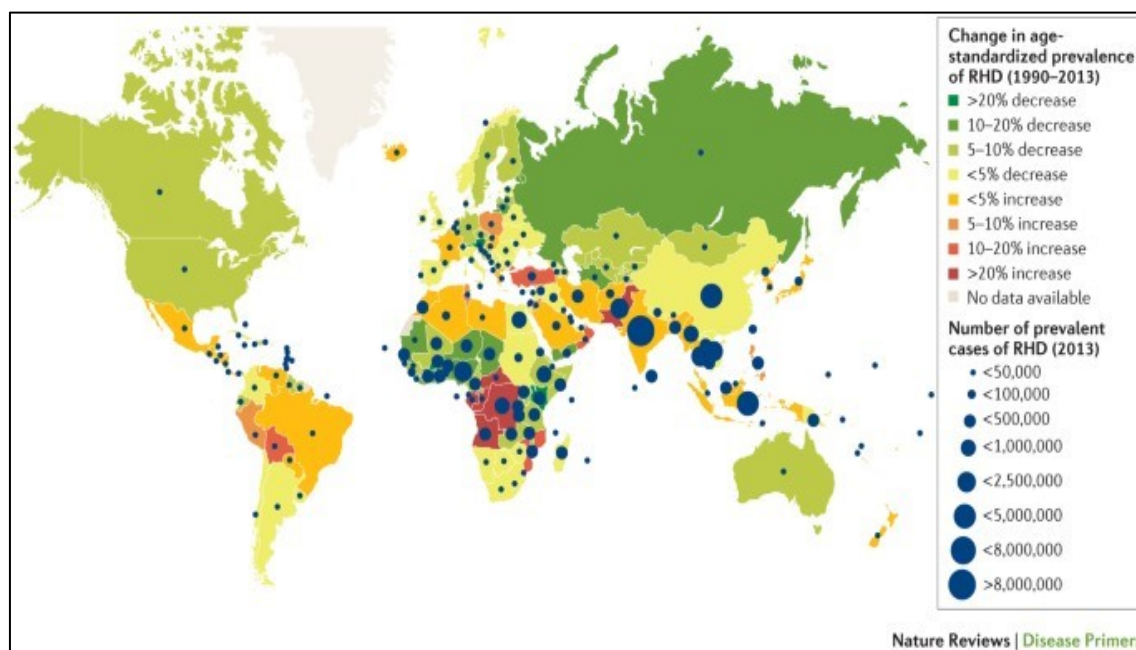 Change in age-
standardized prevalence
of RHD (1990–2013)
>20% decrease
10–20% decrease
5–10% decrease
<5% decrease
<5% increase
5–10% increase
10–20% increase
>20% increase
No data available
Number of prevalent
cases of RHD (2013)
<50,000
<100,000
<500,000
<1,000,000
<2,500,000
<5,000,000
<8,000,000
>8,000,000
Nature Reviews | Disease Primer